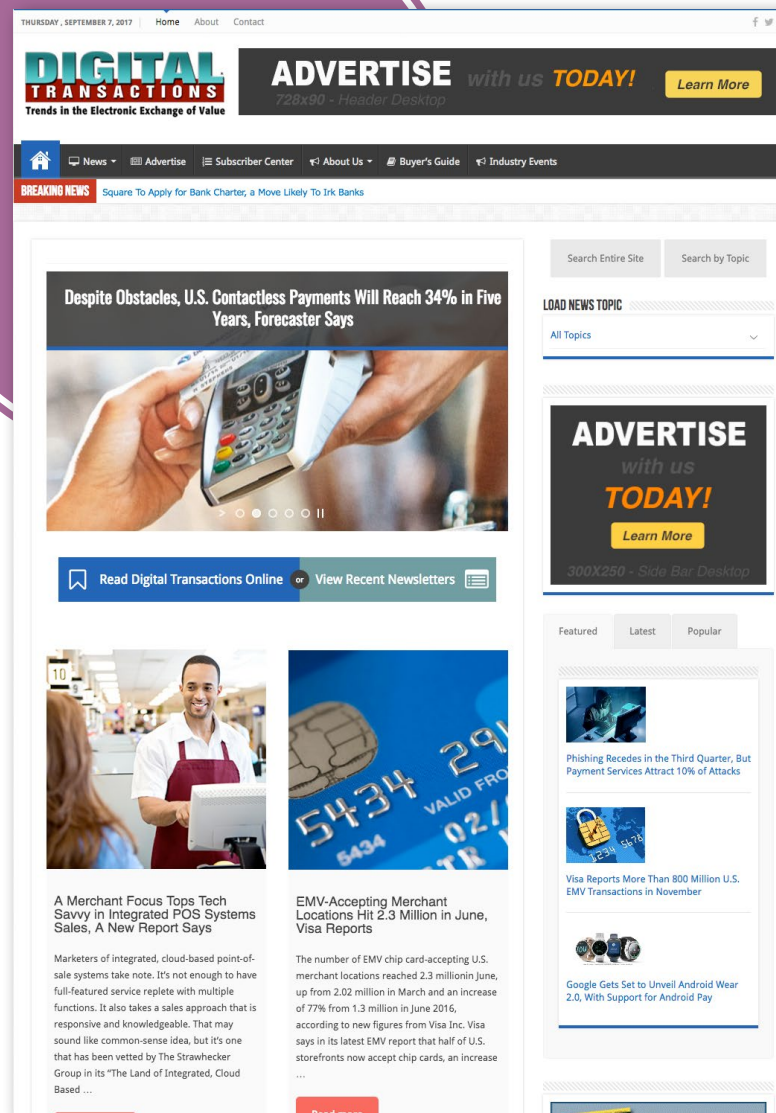 THURSDAY , SEPTEMBER 7, 2017
Home
About
Contact
DIGITAL
TRANSACTIONS
Trends in the Electronic Exchange of Value
ADVERTISE with us TODAY!
728x90 - Header Desktop
Learn More
News
Advertise
Subscriber Center
About Us
Buyer's Guide
Industry Events
BREAKING NEWS
Square To Apply for Bank Charter, a Move Likely To Irk Banks
Despite Obstacles, U.S. Contactless Payments Will Reach 34% in Five
Years, Forecaster Says
Read Digital Transactions Online
or
View Recent Newsletters
10
A Merchant Focus Tops Tech
Savvy in Integrated POS Systems
Sales, A New Report Says
Marketers of integrated, cloud-based point-of-
sale systems take note. It's not enough to have
full-featured service replete with multiple
functions. It also takes a sales approach that is
responsive and knowledgeable. That may
sound like common-sense idea, but it's one
that has been vetted by The Strawhecker
Group in its "The Land of Integrated, Cloud
Based …
5434 291
5434
VALID FRO
02/
EMV-Accepting Merchant
Locations Hit 2.3 Million in June,
Visa Reports
The number of EMV chip card-accepting U.S.
merchant locations reached 2.3 millionin June,
up from 2.02 million in March and an increase
of 77% from 1.3 million in June 2016,
according to new figures from Visa Inc. Visa
says in its latest EMV report that half of U.S.
storefronts now accept chip cards, an increase
…
Read more
Search Entire Site
Search by Topic
LOAD NEWS TOPIC
All Topics
ADVERTISE
with us
TODAY!
Learn More
300X250 - Side Bar Desktop
Featured
Latest
Popular
Phishing Recedes in the Third Quarter, But
Payment Services Attract 10% of Attacks
1234 5678
Visa Reports More Than 800 Million U.S.
EMV Transactions in November
Google Gets Set to Unveil Android Wear
2.0, With Support for Android Pay